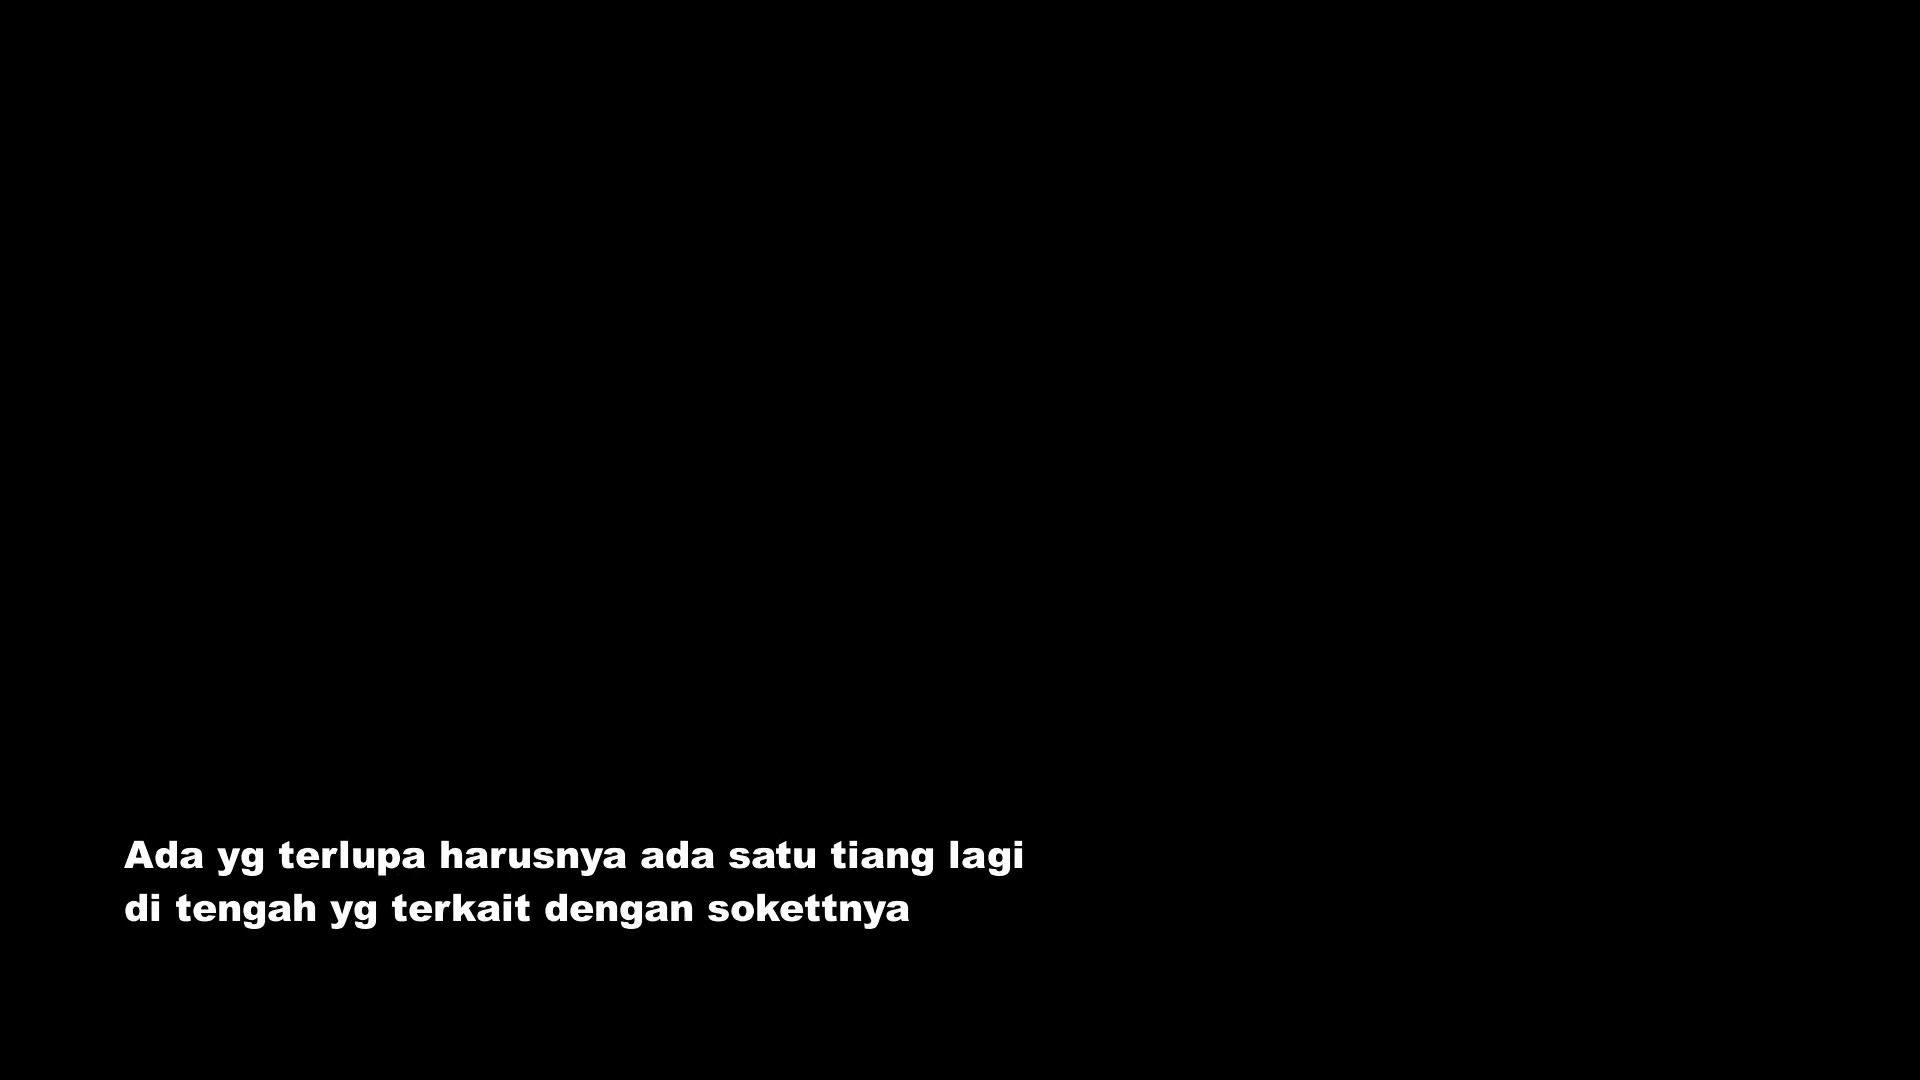 Ada yg terlupa harusnya ada satu tiang lagi
di tengah yg terkait dengan sokettnya